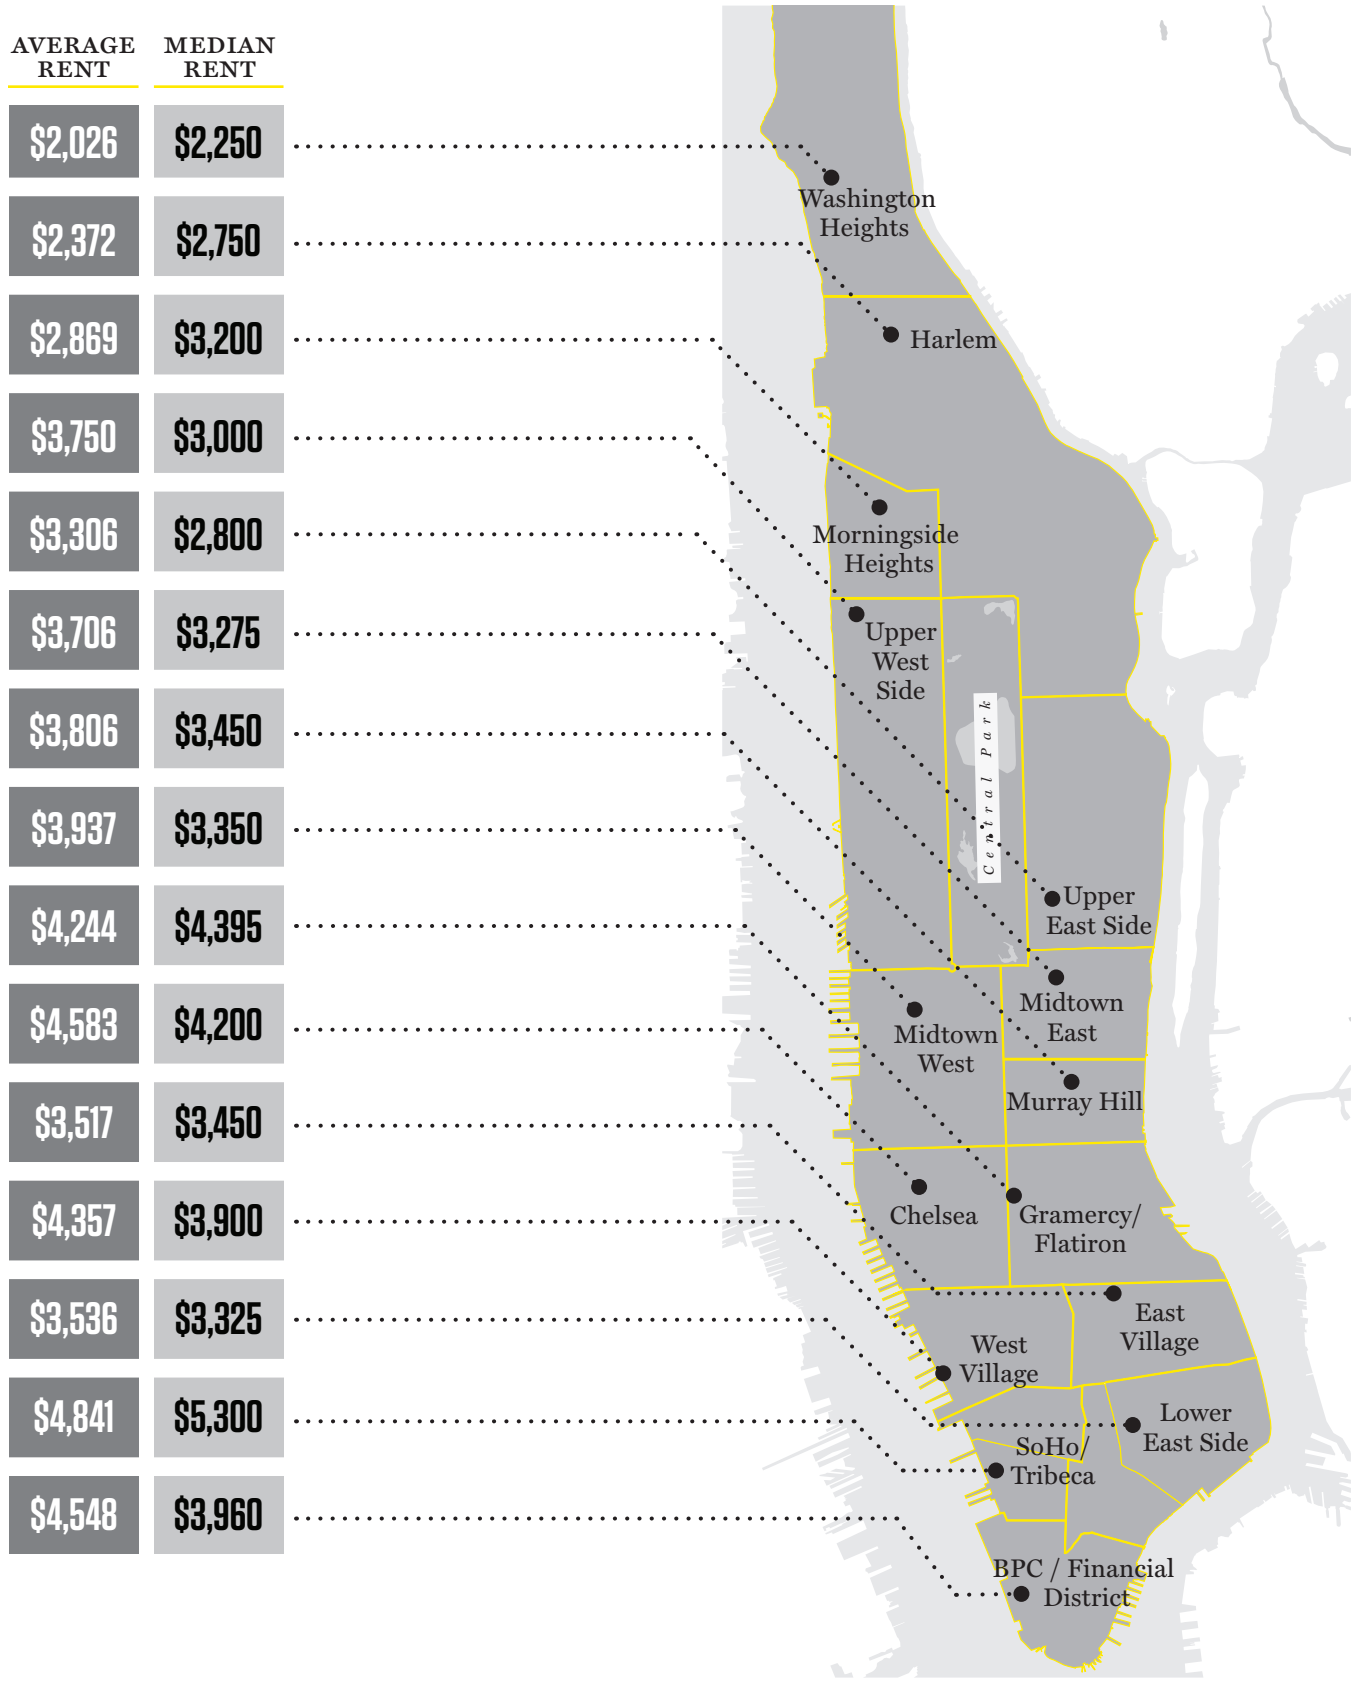 AVERAGE
RENT
MEDIAN
RENT
$2,026
$2,250
$2,372
$2,750
$2,869
$3,200
$3,750
$3,000
$3,306
$2,800
$3,706
$3,275
$3,806
$3,450
$3,937
$3,350
$4,244
$4,395
$4,583
$4,200
$3,517
$3,450
$4,357
$3,900
$3,536
$3,325
$4,841
$5,300
$4,548
$3,960
Washington
Heights
Harlem
Morningside
Heights
Upper
West
Side
Central Park
Upper
East Side
Midtown
East
Midtown
West
Murray Hill
Chelsea
Gramercy/
Flatiron
East
Village
West
Village
Lower
East Side
SoHo/
Tribeca
BPC / Financial
District